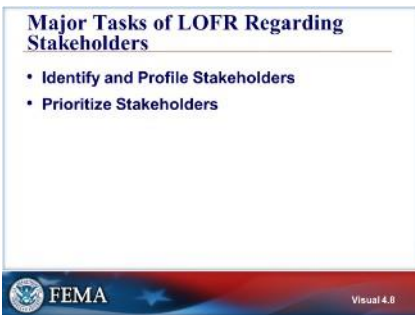 Major Tasks of LOFR Regarding
Stakeholders
• Identify and Profile Stakeholders
• Prioritize Stakeholders
FEMA
Visual 4.8